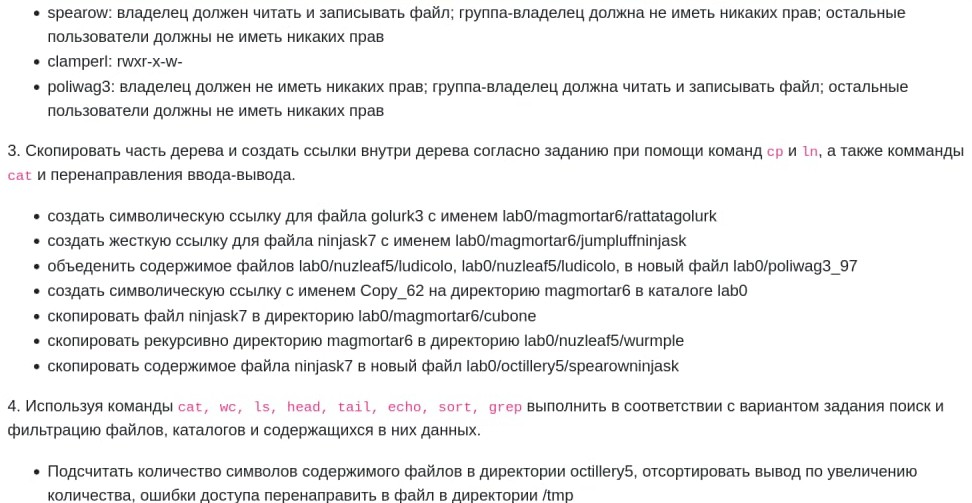 • spearow: владелец должен читать и записывать файл; группа-владелец должна не иметь никаких прав; остальные
пользователи должны не иметь никаких прав
• clamperl: rwxr-x-w-
• poliwag3: владелец должен не иметь никаких прав; группа-владелец должна читать и записывать файл; остальные
пользователи должны не иметь никаких прав
3. Скопировать часть дерева и создать ссылки внутри дерева согласно заданию при помощи команд cp и ln, а также комманды
cat и перенаправления ввода-вывода.
• создать символическую ссылку для файла golurk3 с именем lab0/magmortar6/rattatagolurk
• создать жесткую ссылку для файла ninjask7 с именем lab0/magmortar6/jumpluffninjask
• объеденить содержимое файлов lab0/nuzleaf5/ludicolo, lab0/nuzleaf5/ludicolo, в новый файл lab0/poliwag3_97
• создать символическую ссылку с именем Copy_62 на директорию magmortar6 в каталоге lab0
• скопировать файл ninjask7 в директорию lab0/magmortar6/cubone
• скопировать рекурсивно директорию magmortar6 в директорию lab0/nuzleaf5/wurmple
• скопировать содержимое файла ninjask7 в новый файл lab0/octillery5/spearowninjask
4. Используя команды cat, wc, ls, head, tail, echo, sort, grep выполнить в соответствии с вариантом задания поиск и
фильтрацию файлов, каталогов и содержащихся в них данных.
• Подсчитать количество символов содержимого файлов в директории octillery5, отсортировать вывод по увеличению
количества, ошибки доступа перенаправить в файл в директории /tmp